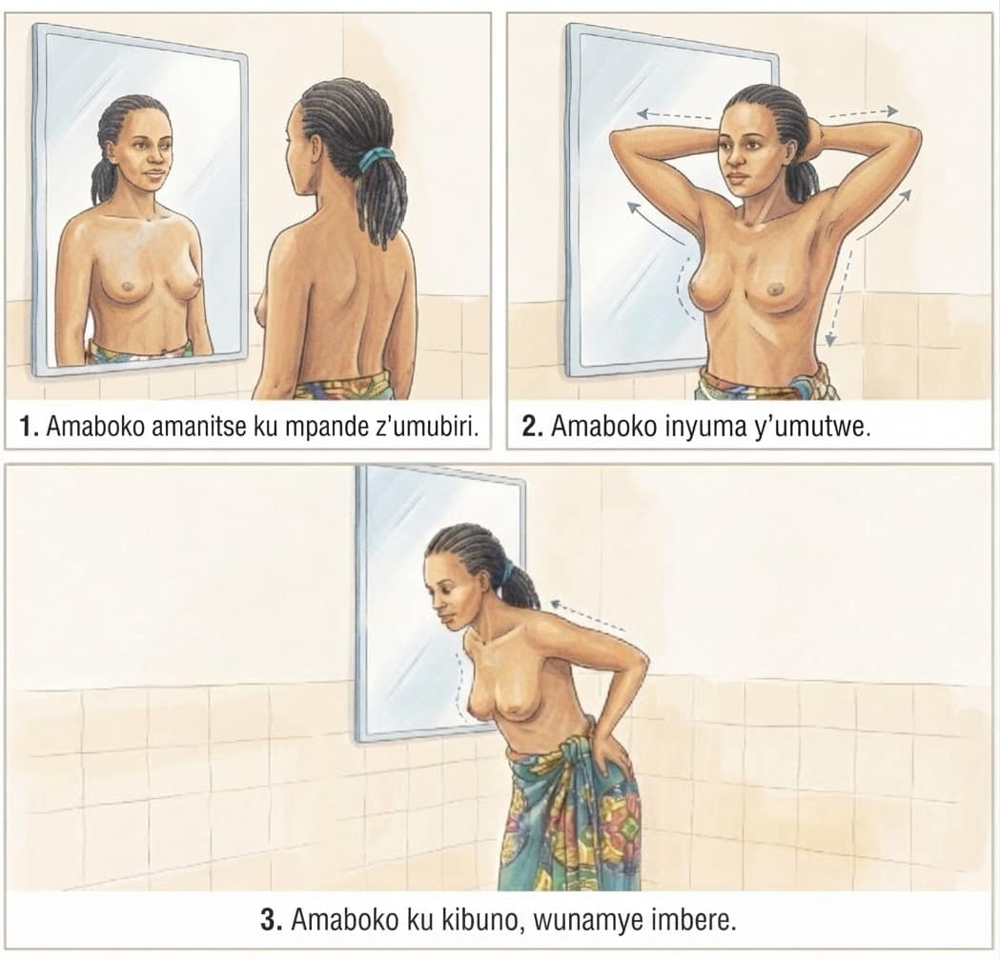 1. Amaboko amanitse ku mpande z'umubiri.
2. Amaboko inyuma y’umutwe.
3. Amaboko ku kibuno, wunamye imbere.